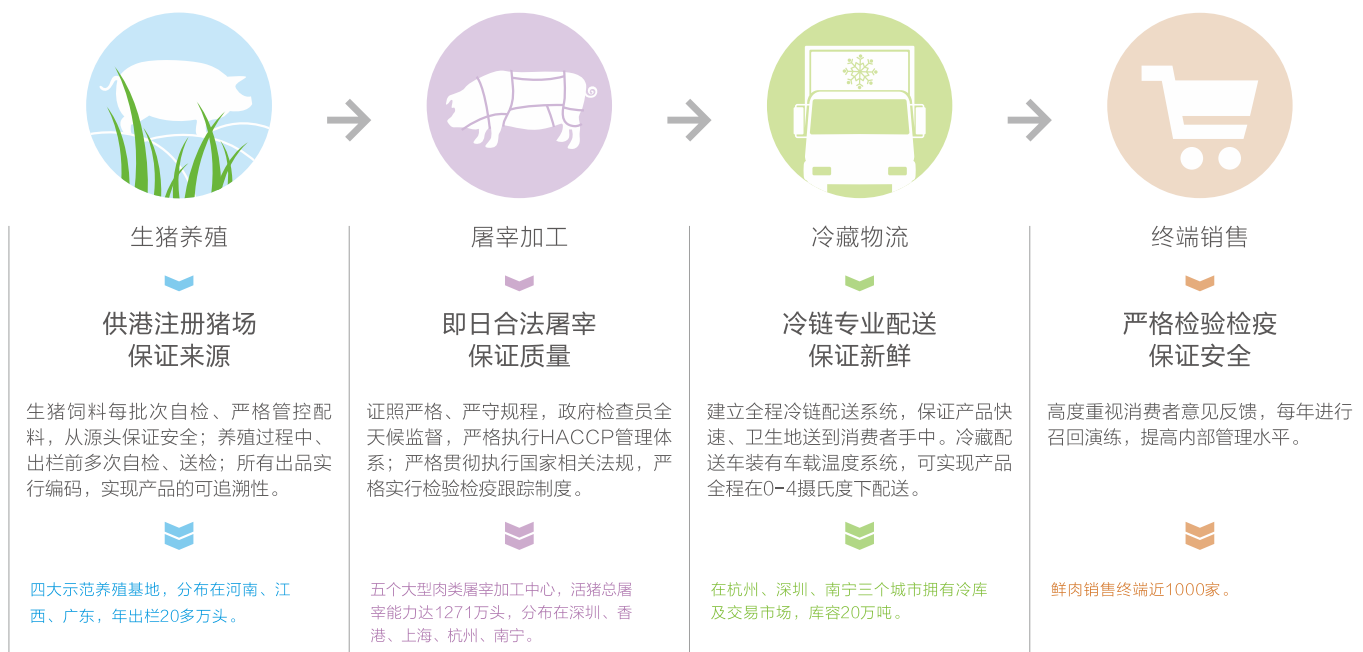 生猪养殖
供港注册猪场
保证来源
生猪饲料每批次自检、严格管控配
料，从源头保证安全；养殖过程中、
出栏前多次自检、送检；所有出品实
行编码，实现产品的可追溯性。
四大示范养殖基地，分布在河南、江
西、广东，年出栏20多万头。
屠宰加工
即日合法屠宰
保证质量
证照严格、严守规程，政府检查员全
天候监督，严格执行HACCP管理体
系；严格贯彻执行国家相关法规，严
格实行检验检疫跟踪制度。
五个大型肉类屠宰加工中心，活猪总屠
宰能力达1271万头，分布在深圳、香
港、上海、杭州、南宁。
冷藏物流
冷链专业配送
保证新鲜
建立全程冷链配送系统，保证产品快
速、卫生地送到消费者手中。冷藏配
送车装有车载温度系统，可实现产品
全程在0-4摄氏度下配送。
在杭州、深圳、南宁三个城市拥有冷库
及交易市场，库容20万吨。
终端销售
严格检验检疫
保证安全
高度重视消费者意见反馈，每年进行
召回演练，提高内部管理水平。
鲜肉销售终端近1000家。